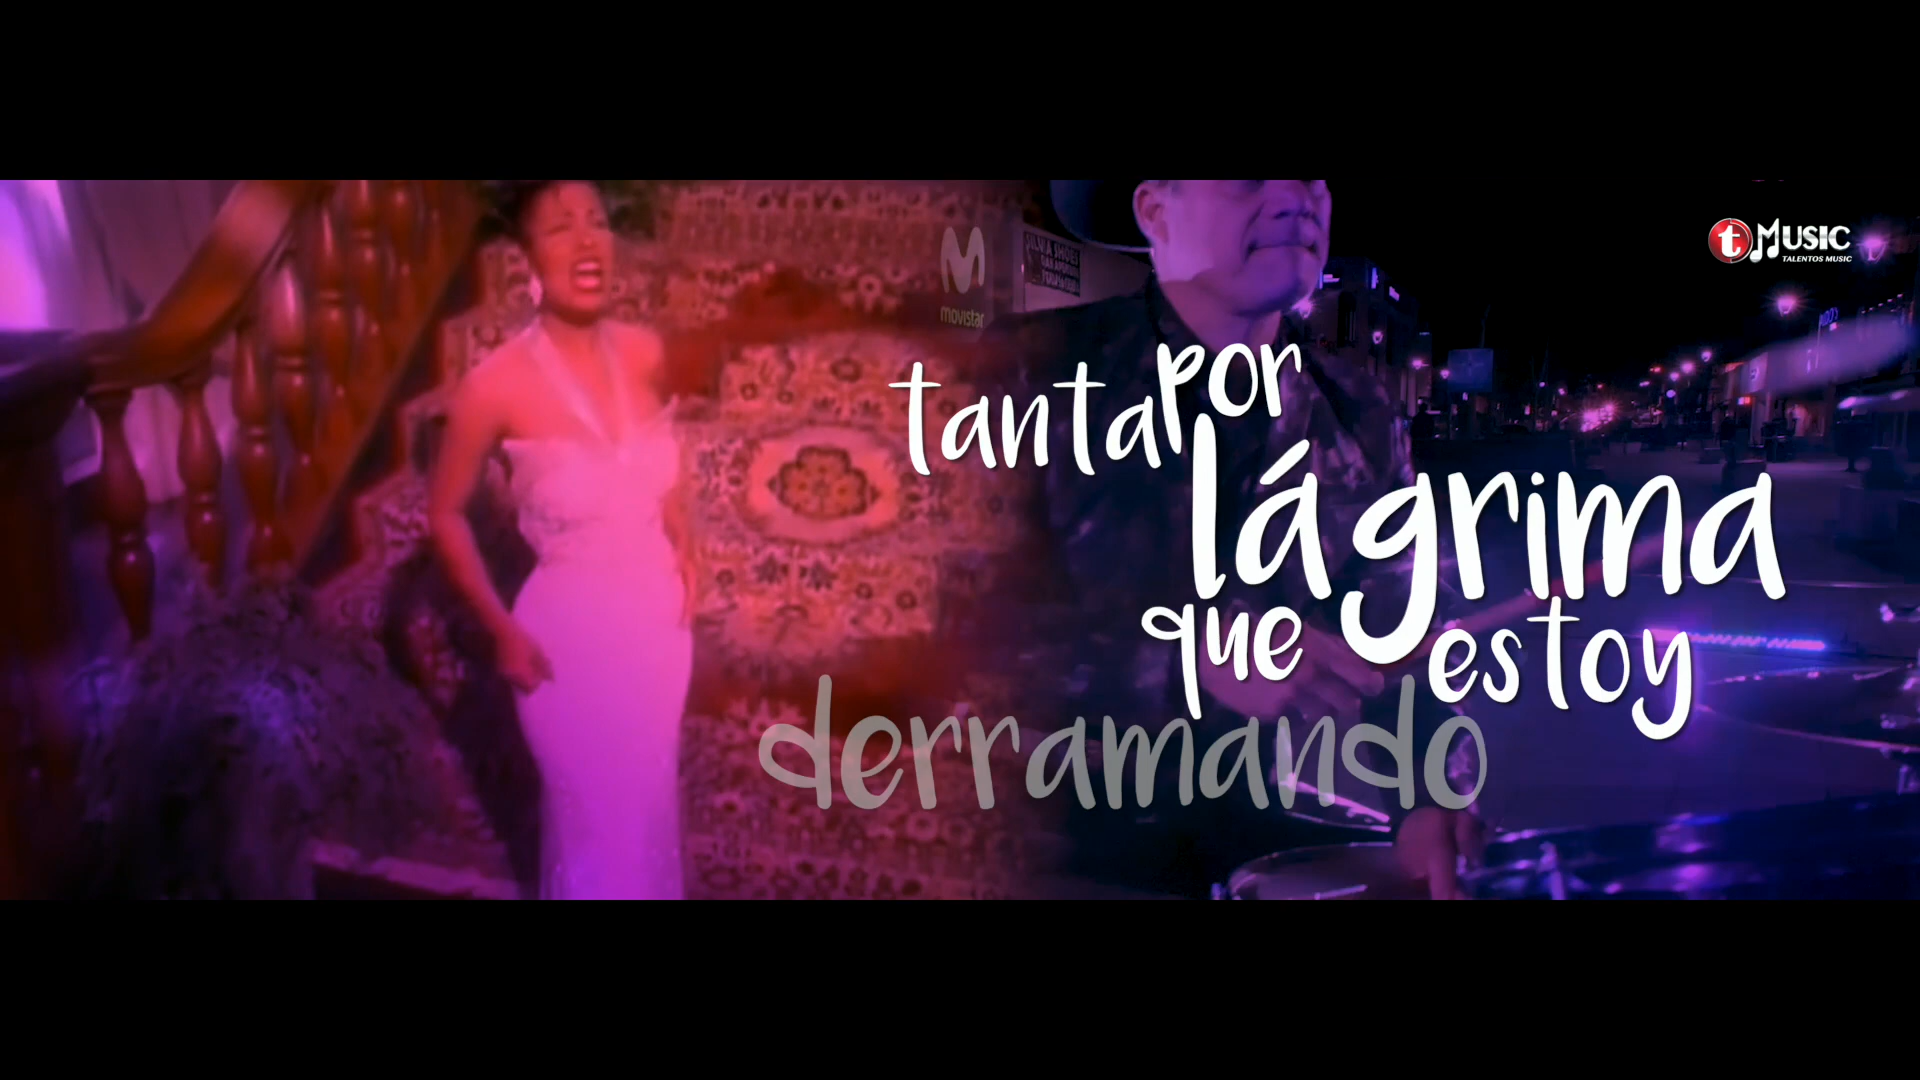 MUSIC
TALENTOS MUSIC
movistar
por
tanta
lágrima
que estoy
derramando